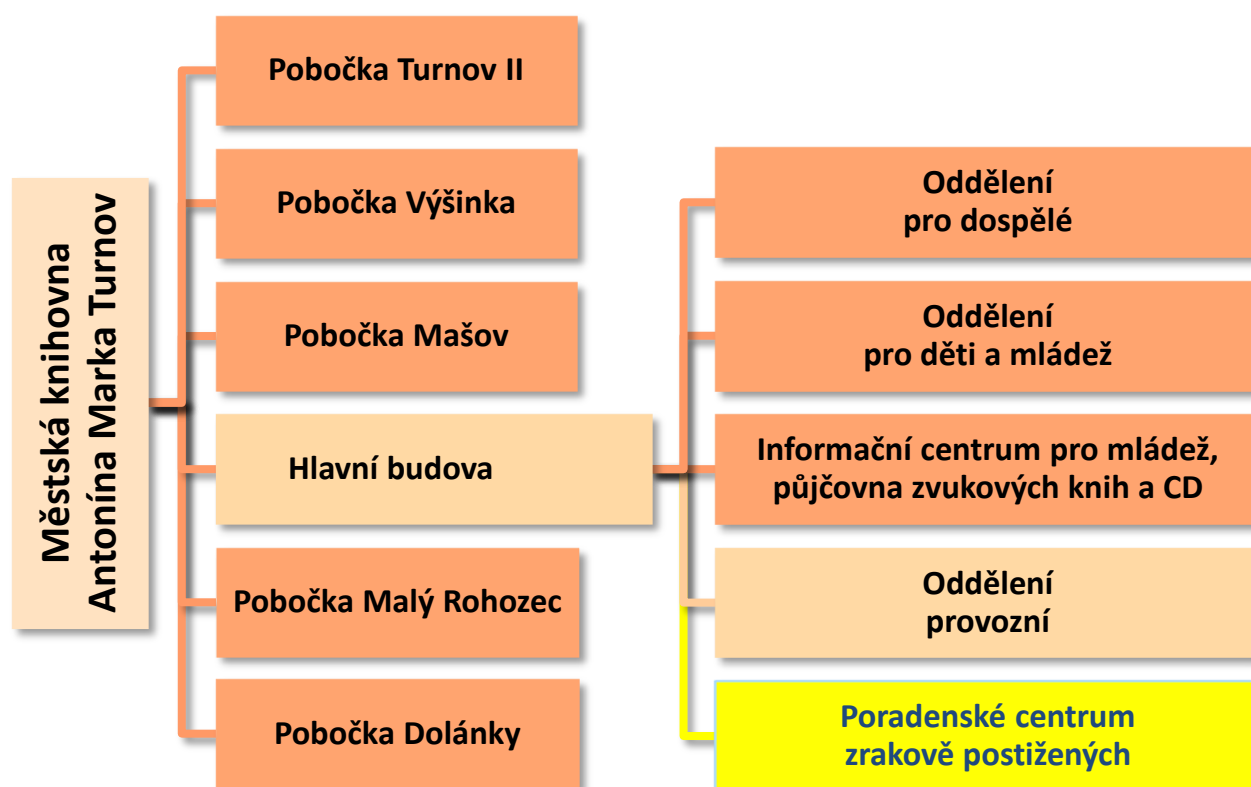 Městská knihovna
Antonína Marka Turnov
Pobočka Turnov II
Pobočka Výšinka
Pobočka Mašov
Hlavní budova
Pobočka Malý Rohozec
Pobočka Dolánky
Oddělení
pro dospělé
Oddělení
pro děti a mládež
Informační centrum pro mládež,
půjčovna zvukových knih a CD
Oddělení
provozní
Poradenské centrum
zrakově postižených